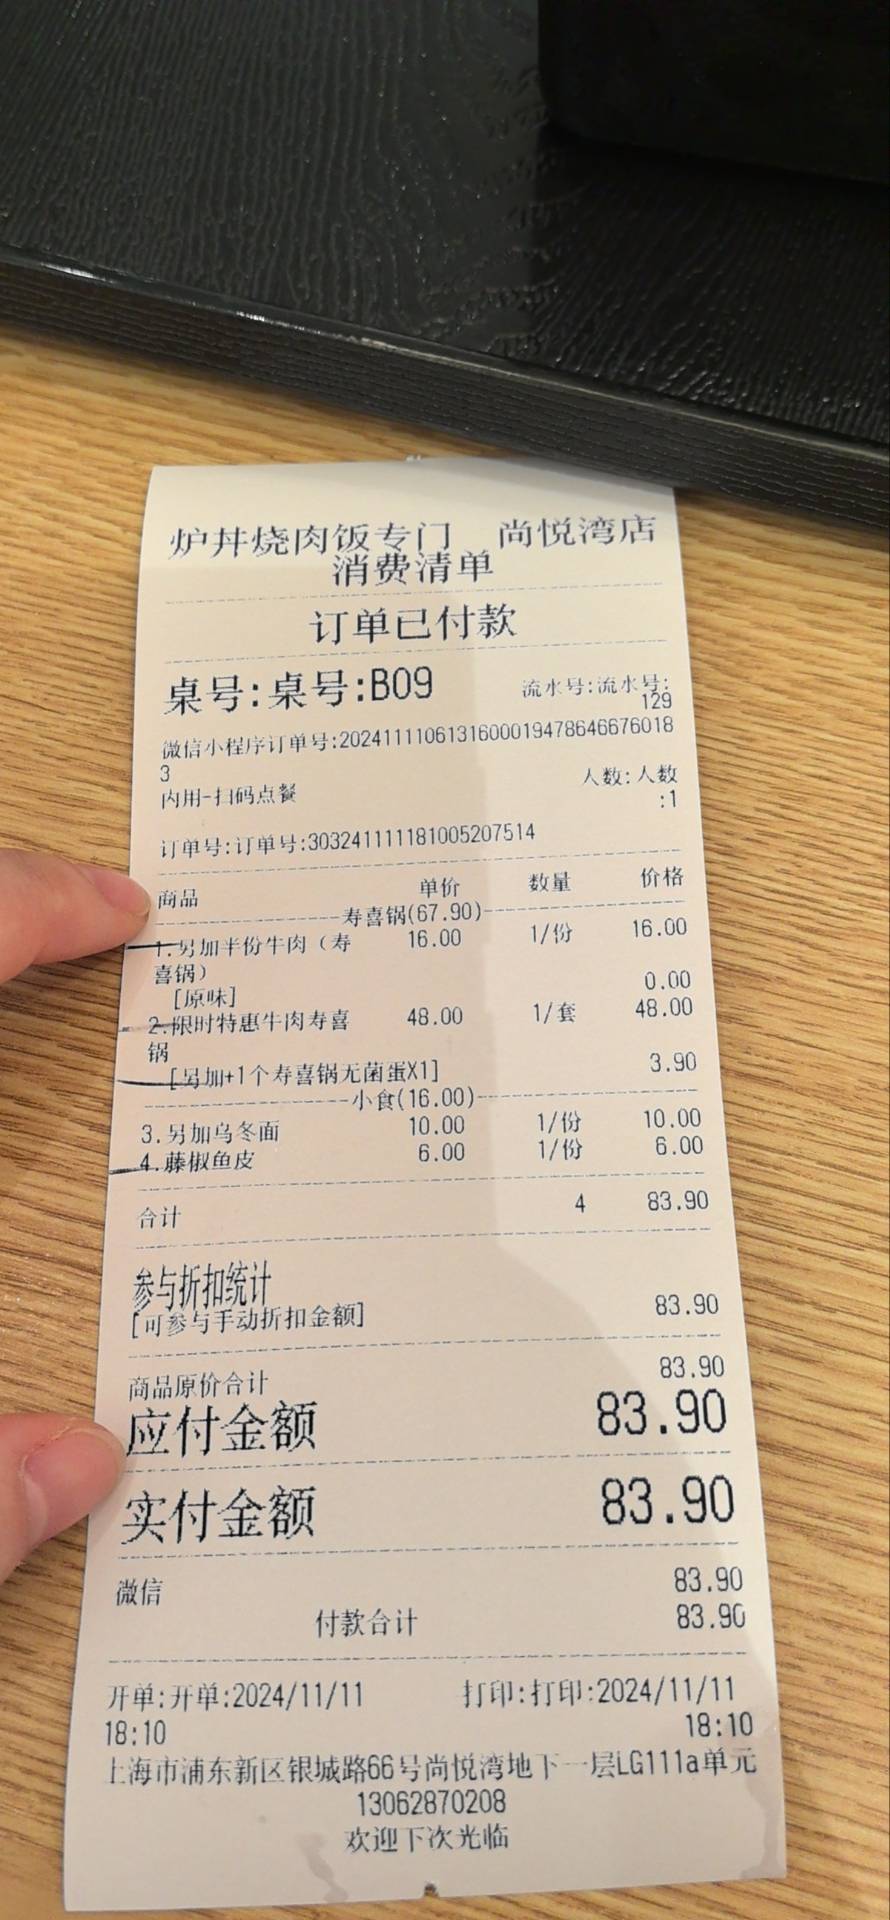 炉丼烧肉饭专门 尚悦湾店
消费清单
订单已付款
桌号:桌号:B09 流水号:流水号:
129
微信小程序订单号:2024111106131600019478646676018
3
内用-扫码点餐 人数:人数
:1
订单号:订单号:303241111181005207514
商品 单价 数量 价格
寿喜锅(67.90)
1.另加半份牛肉（寿 16.00 1/份 16.00
喜锅）
[原味] 0.00
2.限时特惠牛肉寿喜 48.00 1/套 48.00
锅
[另加+1个寿喜锅无菌蛋X1] 3.90
小食(16.00)
3.另加乌冬面 10.00 1/份 10.00
4.藤椒鱼皮 6.00 1/份 6.00
合计 4 83.90
参与折扣统计
[可参与手动折扣金额] 83.90
商品原价合计 83.90
应付金额 83.90
实付金额 83.90
微信 83.90
付款合计 83.90
开单:开单:2024/11/11 打印:打印:2024/11/11
18:10 18:10
上海市浦东新区银城路66号尚悦湾地下一层LG111a单元
13062870208
欢迎下次光临